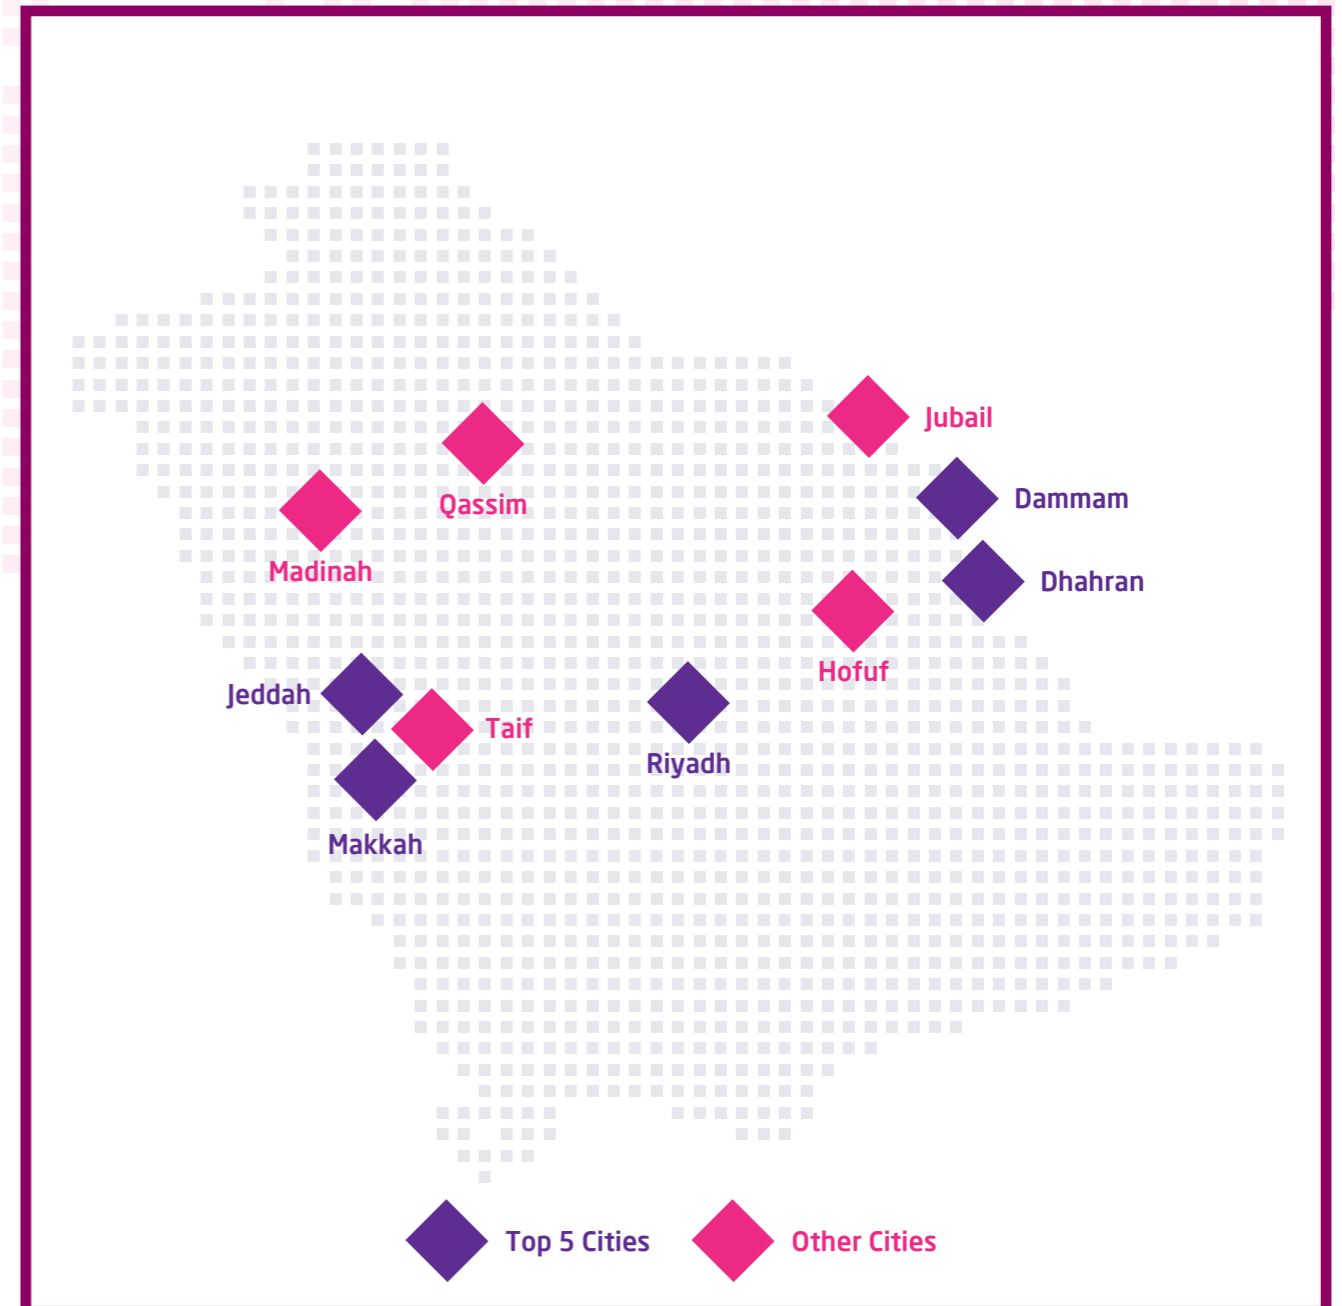 Jubail
Dammam
Qassim
Madinah
Dhahran
Hofuf
Jeddah
Taif
Riyadh
Makkah
Top 5 Cities
Other Cities